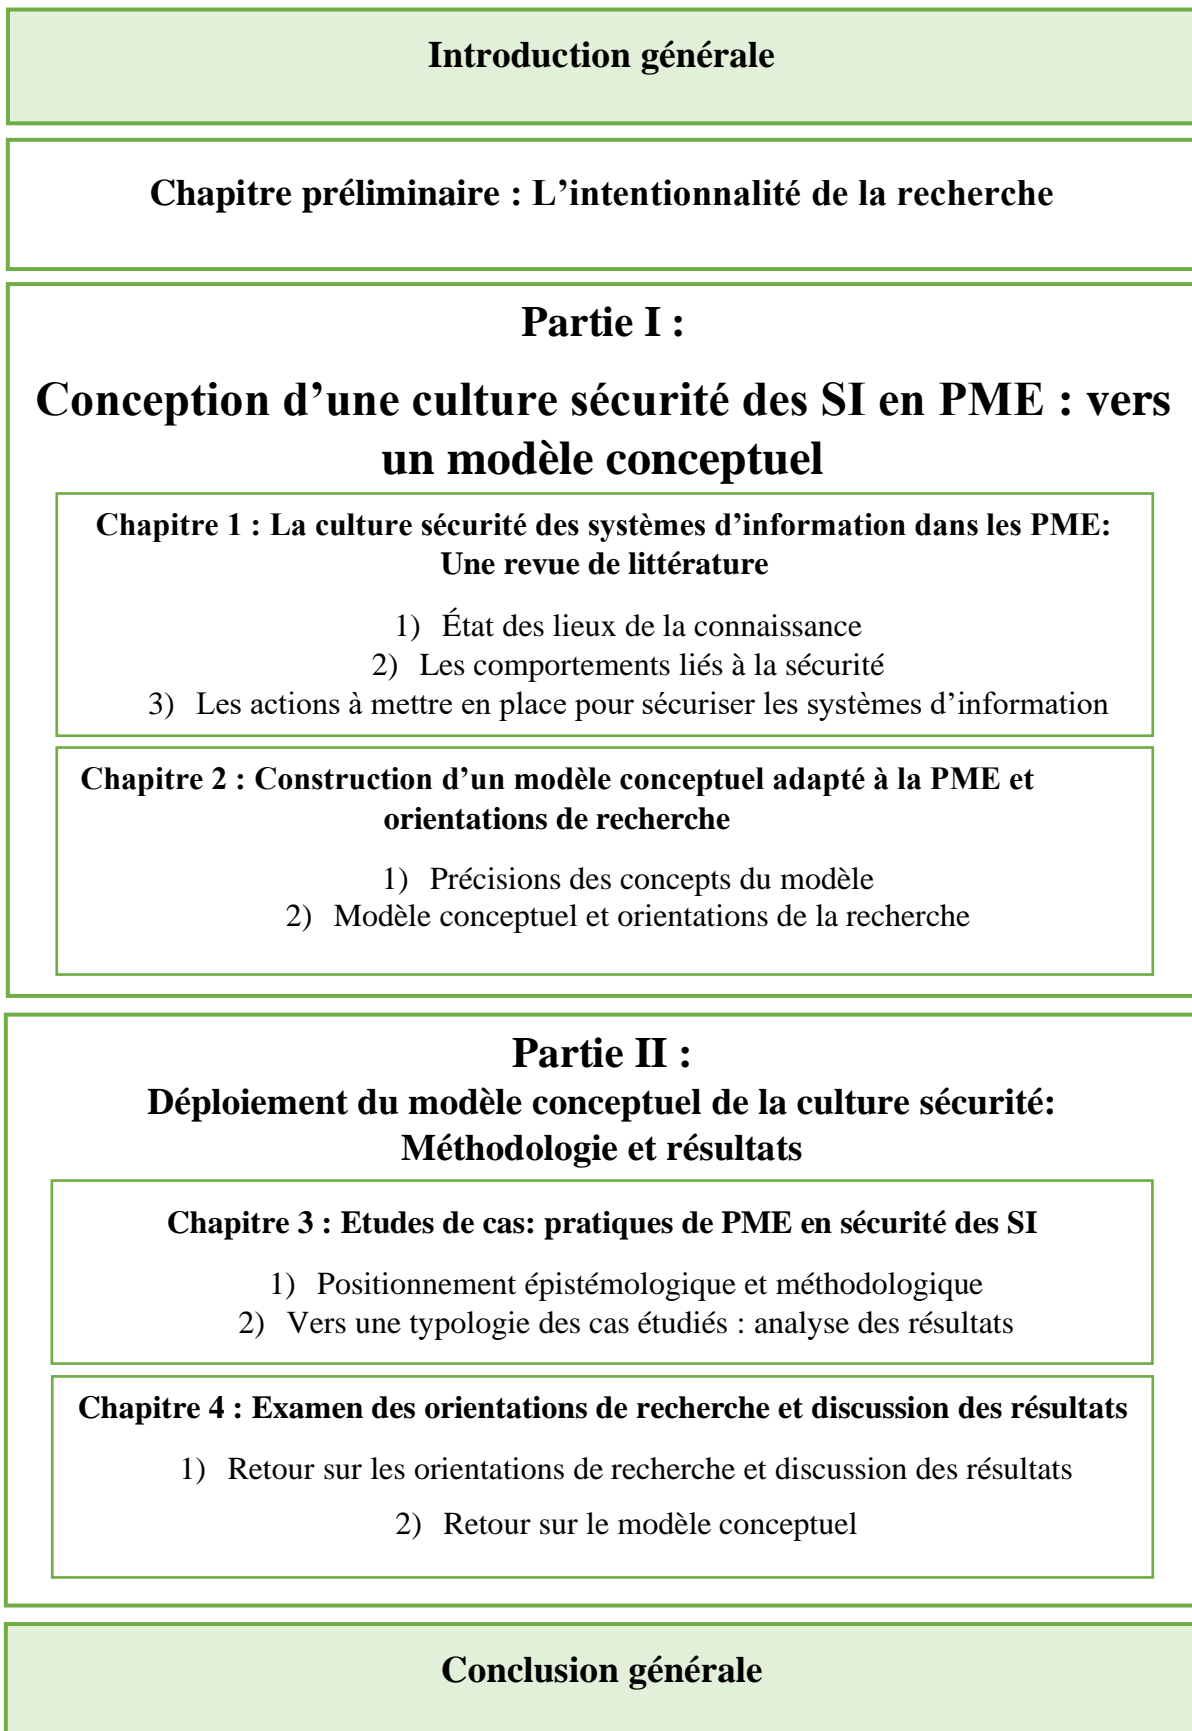 Introduction générale
Chapitre préliminaire : L’intentionnalité de la recherche
Partie I :
Conception d’une culture sécurité des SI en PME : vers
un modèle conceptuel
Chapitre 1 : La culture sécurité des systèmes d’information dans les PME:
Une revue de littérature
1) État des lieux de la connaissance
2) Les comportements liés à la sécurité
3) Les actions à mettre en place pour sécuriser les systèmes d’information
Chapitre 2 : Construction d’un modèle conceptuel adapté à la PME et
orientations de recherche
1) Précisions des concepts du modèle
2) Modèle conceptuel et orientations de la recherche
Partie II :
Déploiement du modèle conceptuel de la culture sécurité:
Méthodologie et résultats
Chapitre 3 : Etudes de cas: pratiques de PME en sécurité des SI
1) Positionnement épistémologique et méthodologique
2) Vers une typologie des cas étudiés : analyse des résultats
Chapitre 4 : Examen des orientations de recherche et discussion des résultats
1) Retour sur les orientations de recherche et discussion des résultats
2) Retour sur le modèle conceptuel
Conclusion générale